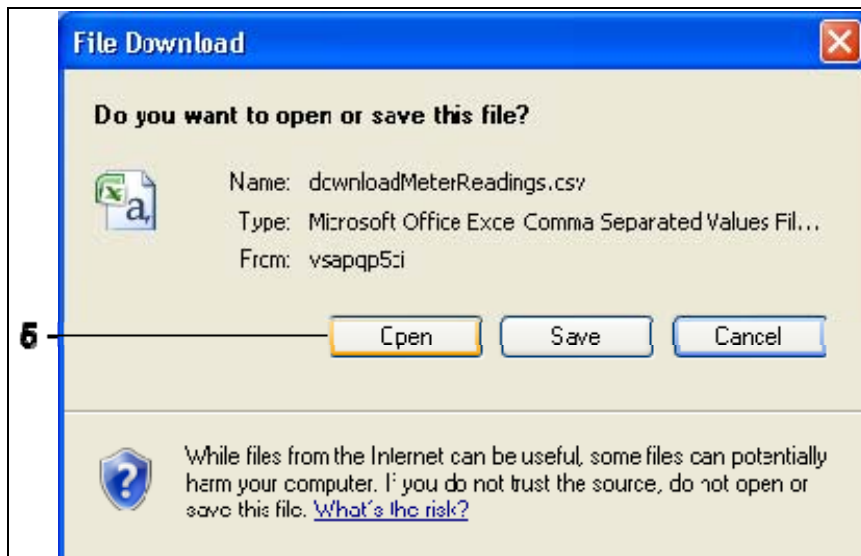 File Download
Do you want to open or save this file?
Name: downloadMeterReadings.csv
Type: Microsoft Office Excel Comma Separated Values Fil...
From:
Open Save Cancel
While files from the Internet can be useful, some files can potentially
harm your computer. If you do not trust the source, do not open or
save this file. What's the risk?